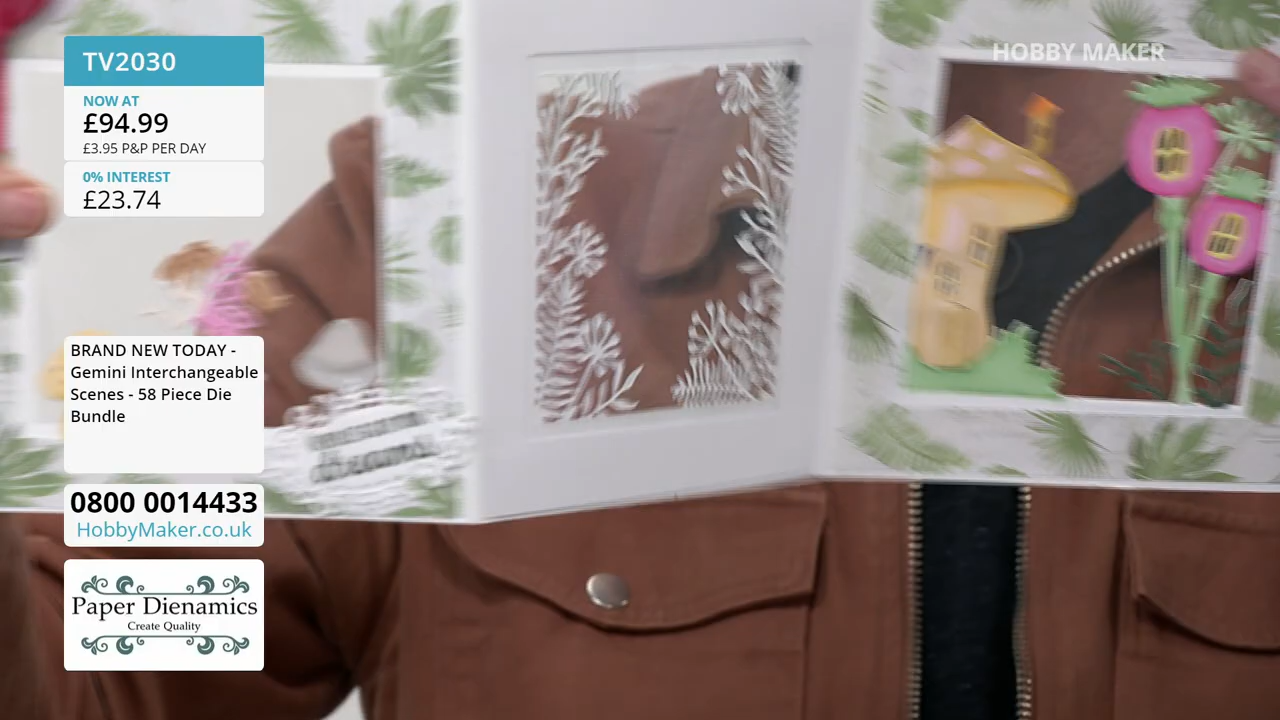 TV2030
NOW AT
£94.99
£3.95 P&P PER DAY
0% INTEREST
£23.74
BRAND NEW TODAY -
Gemini Interchangeable
Scenes - 58 Piece Die
Bundle
0800 0014433
HobbyMaker.co.uk
Paper Dienamics
Create Quality
HOBBY MAKER
dreams